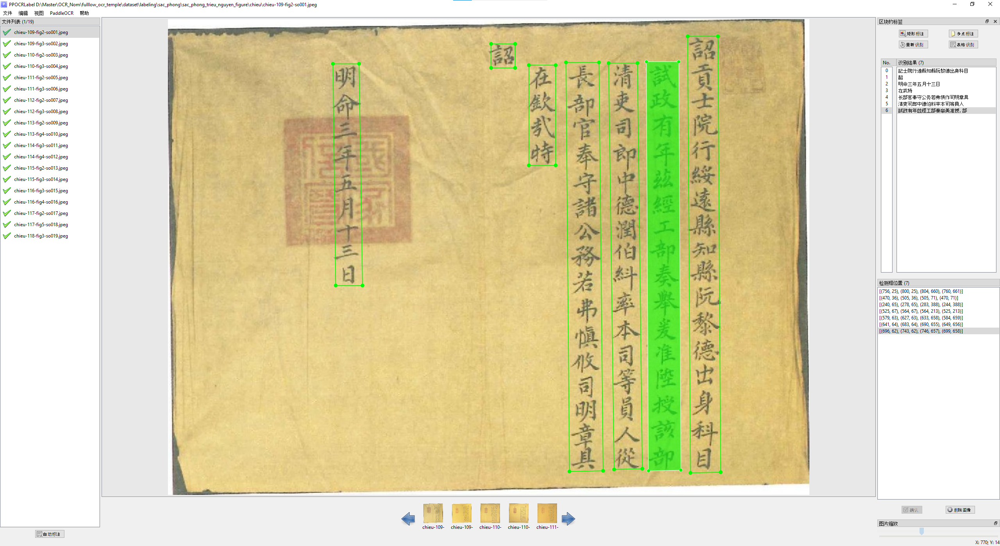 PPOCRLabel D:\Master\OCR_Nom\fulllow_ocr_temple\dataset\labeling\sac_phong\sac_phong_trieu_nguyen_figure\chieu\chieu-109-fig2-so001.jpeg
文件 编辑 视图 PaddleOCR 帮助
文件列表 (1/19)
chieu-109-fig2-so001.jpeg
chieu-109-fig3-so002.jpeg
chieu-110-fig2-so003.jpeg
chieu-110-fig3-so004.jpeg
chieu-111-fig2-so005.jpeg
chieu-111-fig3-so006.jpeg
chieu-112-fig2-so007.jpeg
chieu-112-fig3-so008.jpeg
chieu-113-fig2-so009.jpeg
chieu-113-fig4-so010.jpeg
chieu-114-fig3-so011.jpeg
chieu-114-fig4-so012.jpeg
chieu-115-fig2-so013.jpeg
chieu-115-fig3-so014.jpeg
chieu-116-fig3-so015.jpeg
chieu-116-fig4-so016.jpeg
chieu-117-fig2-so017.jpeg
chieu-117-fig5-so018.jpeg
chieu-118-fig3-so019.jpeg
自动标注
詔貢士院行綏遠縣知縣阮黎德出身科目
試政有年茲經工部奏舉爰准陞授該部
清吏司郎中德潤伯糾率本司等員人從
長部官奉守諸公務若弗慎攸司明章具
在欽哉特
詔
明命三年五月十三日
chieu-109-
chieu-109-
chieu-110-
chieu-110-
chieu-111-
区块的标签
矩形标注
多点标注
重新识别
表格识别
No. 识别结果 (7)
0 記士院行遠縣知縣阮黎德出身科目
1 韶
2 明命三年五月十三日
3 在武特
4 长部官奉守公务若弗慎作司明章具
5 清吏司郎中德伯料率本司等員人
6 試政有年兹經工部奏举美准授,部
检测框位置 (7)
[(756, 25), (800, 25), (804, 660), (760, 661)]
[(470, 36), (505, 36), (505, 71), (470, 71)]
[(240, 65), (278, 65), (283, 388), (244, 388)]
[(525, 67), (564, 67), (564, 213), (525, 213)]
[(579, 63), (627, 63), (633, 658), (584, 659)]
[(641, 64), (683, 64), (690, 655), (649, 656)]
[(696, 62), (743, 62), (746, 657), (699, 658)]
确认
删除图像
图片缩放
X: 770; Y: 14